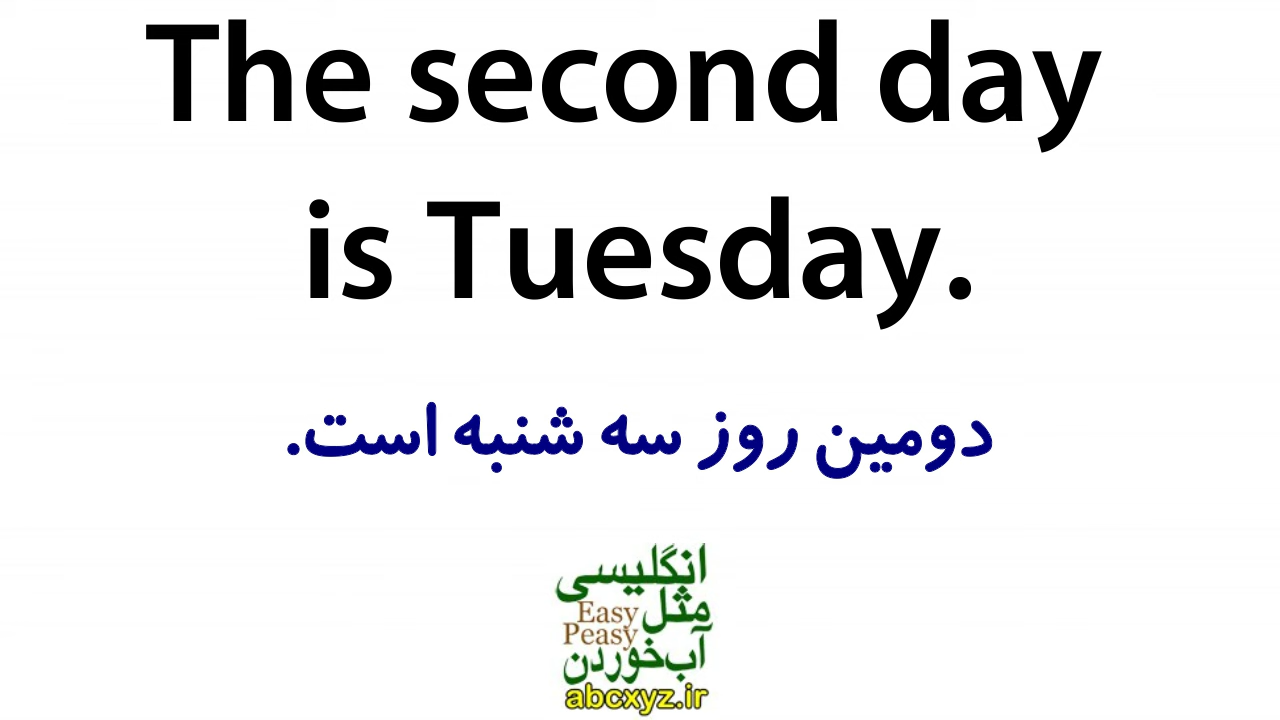 The second day
is Tuesday.
دومین روز سه شنبه است.
انگلیسی
مثل
Easy
Peasy
آب‌خوردن
abcxyz.ir